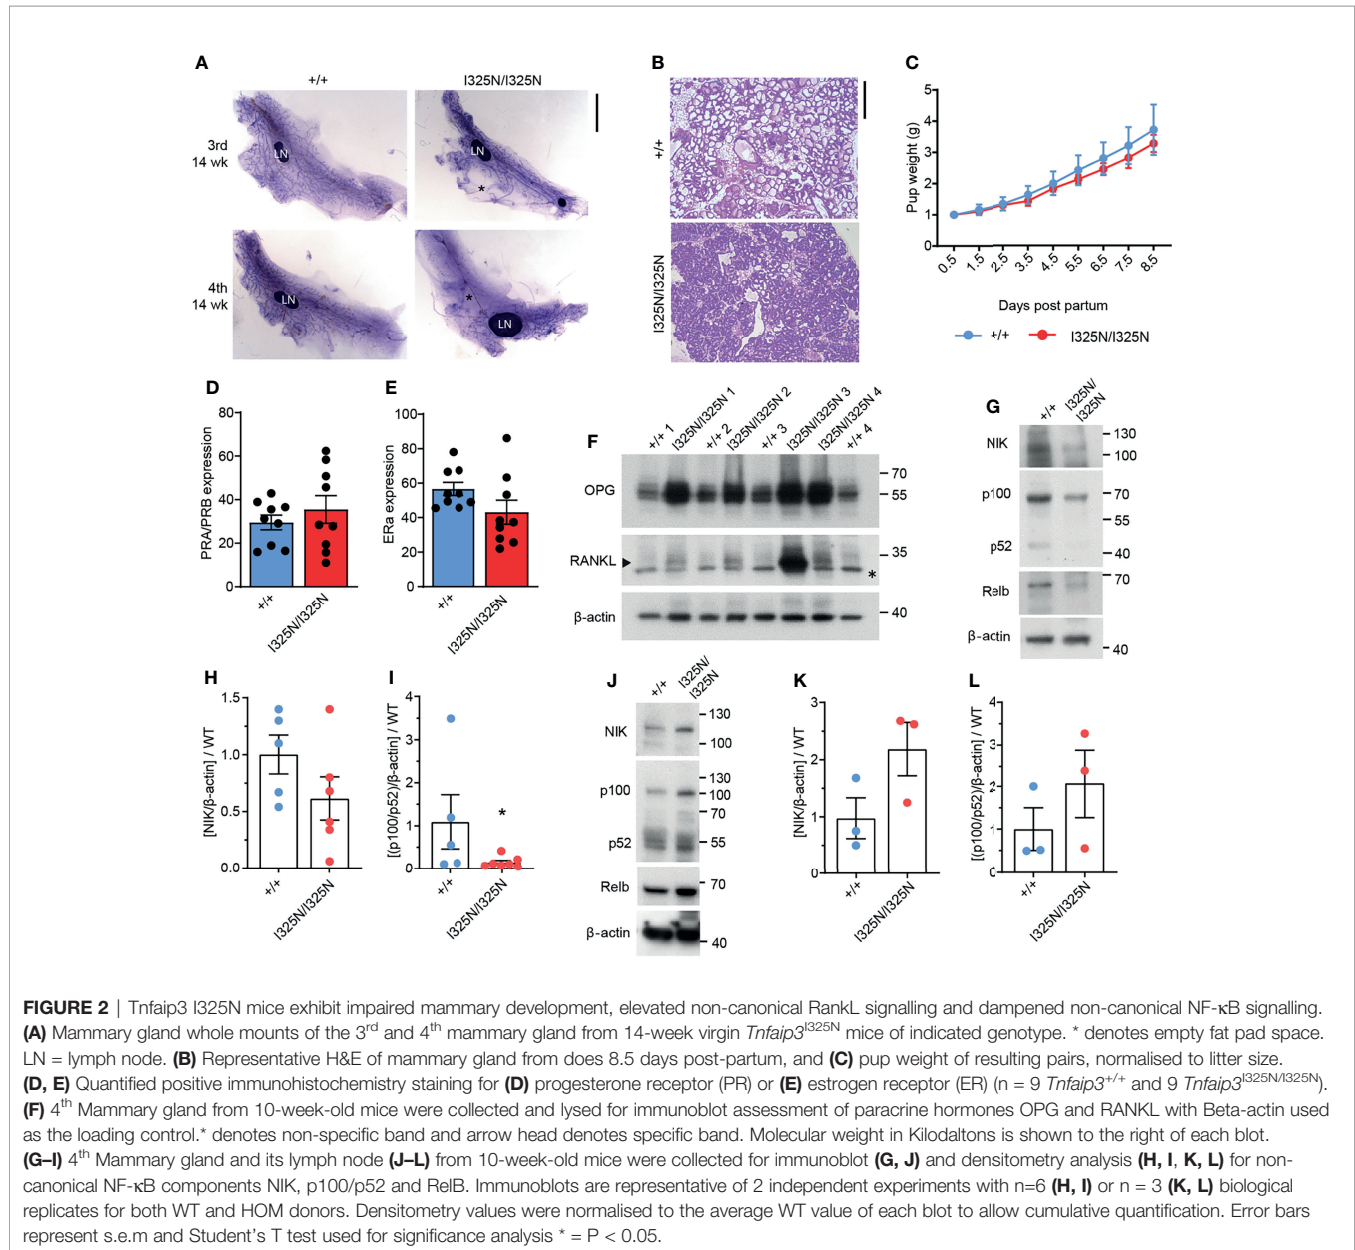 A
+/+
I325N/I325N
3rd
14 wk
LN
LN
*
4th
14 wk
LN
*
LN
B
+/+
I325N/I325N
C
Pup weight (g)
5
4
3
2
1
0
0.5
1.5
2.5
3.5
4.5
5.5
6.5
7.5
8.5
Days post partum
+/+
I325N/I325N
D
PRA/PRB expression
80
60
40
20
0
+/+
I325N/I325N
E
ERa expression
100
80
60
40
20
0
+/+
I325N/I325N
F
+/+ 1
I325N/I325N 1
+/+ 2
I325N/I325N 2
+/+ 3
I325N/I325N 3
I325N/I325N 4
+/+ 4
OPG
70
55
RANKL
35
*
β-actin
40
G
+/+
I325N/
I325N
NIK
130
100
p100
70
55
p52
40
Relb
70
β-actin
40
H
[NIK/β-actin] / WT
1.5
1.0
0.5
0.0
+/+
I325N/I325N
I
[(p100/p52)/β-actin] / WT
4
3
2
1
0
*
+/+
I325N/I325N
J
+/+
I325N/
I325N
NIK
130
100
p100
130
100
70
p52
55
Relb
70
β-actin
40
K
[NIK/β-actin] / WT
3
2
1
0
+/+
I325N/I325N
L
[(p100/p52)/β-actin] / WT
4
3
2
1
0
+/+
I325N/I325N
FIGURE 2 | Tnfaip3 I325N mice exhibit impaired mammary development, elevated non-canonical RankL signalling and dampened non-canonical NF-κB signalling.
(A) Mammary gland whole mounts of the 3rd and 4th mammary gland from 14-week virgin Tnfaip3I325N mice of indicated genotype. * denotes empty fat pad space.
LN = lymph node. (B) Representative H&E of mammary gland from does 8.5 days post-partum, and (C) pup weight of resulting pairs, normalised to litter size.
(D, E) Quantified positive immunohistochemistry staining for (D) progesterone receptor (PR) or (E) estrogen receptor (ER) (n = 9 Tnfaip3+/+ and 9 Tnfaip3I325N/I325N).
(F) 4th Mammary gland from 10-week-old mice were collected and lysed for immunoblot assessment of paracrine hormones OPG and RANKL with Beta-actin used
as the loading control.* denotes non-specific band and arrow head denotes specific band. Molecular weight in Kilodaltons is shown to the right of each blot.
(G–I) 4th Mammary gland and its lymph node (J–L) from 10-week-old mice were collected for immunoblot (G, J) and densitometry analysis (H, I, K, L) for non-
canonical NF-κB components NIK, p100/p52 and RelB. Immunoblots are representative of 2 independent experiments with n=6 (H, I) or n = 3 (K, L) biological
replicates for both WT and HOM donors. Densitometry values were normalised to the average WT value of each blot to allow cumulative quantification. Error bars
represent s.e.m and Student's T test used for significance analysis * = P < 0.05.